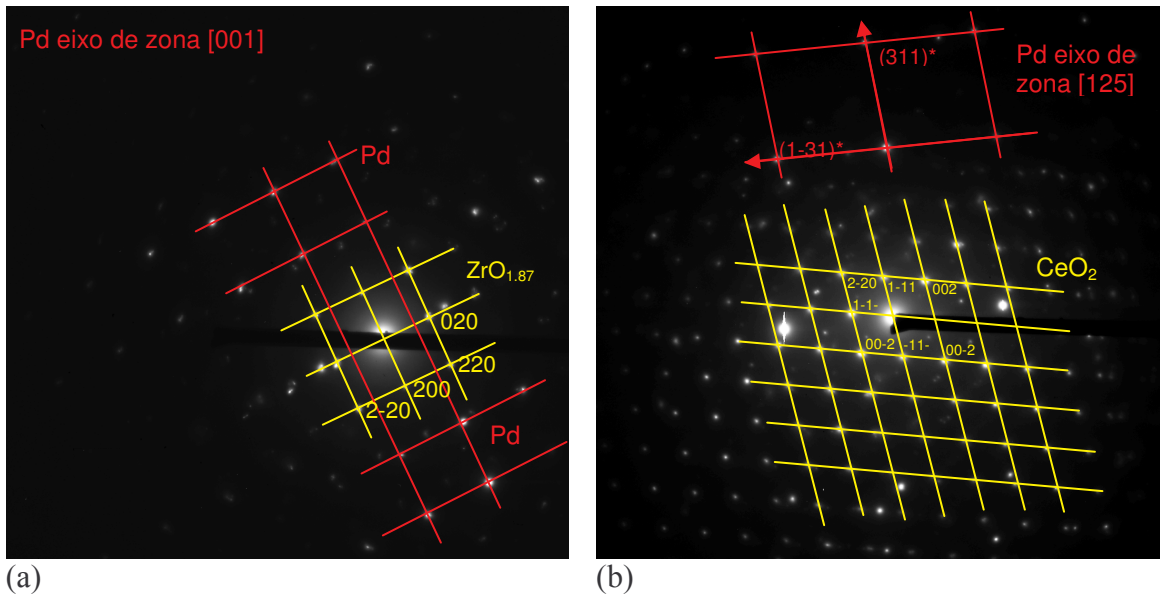 Pd eixo de zona [001]
Pd
ZrO1.87
020
220
200
2-20
Pd
(a)
(311)*
Pd eixo de
zona [125]
(1-31)*
CeO2
2-20
1-11
002
1-1-
00-2
-11-
00-2
(b)